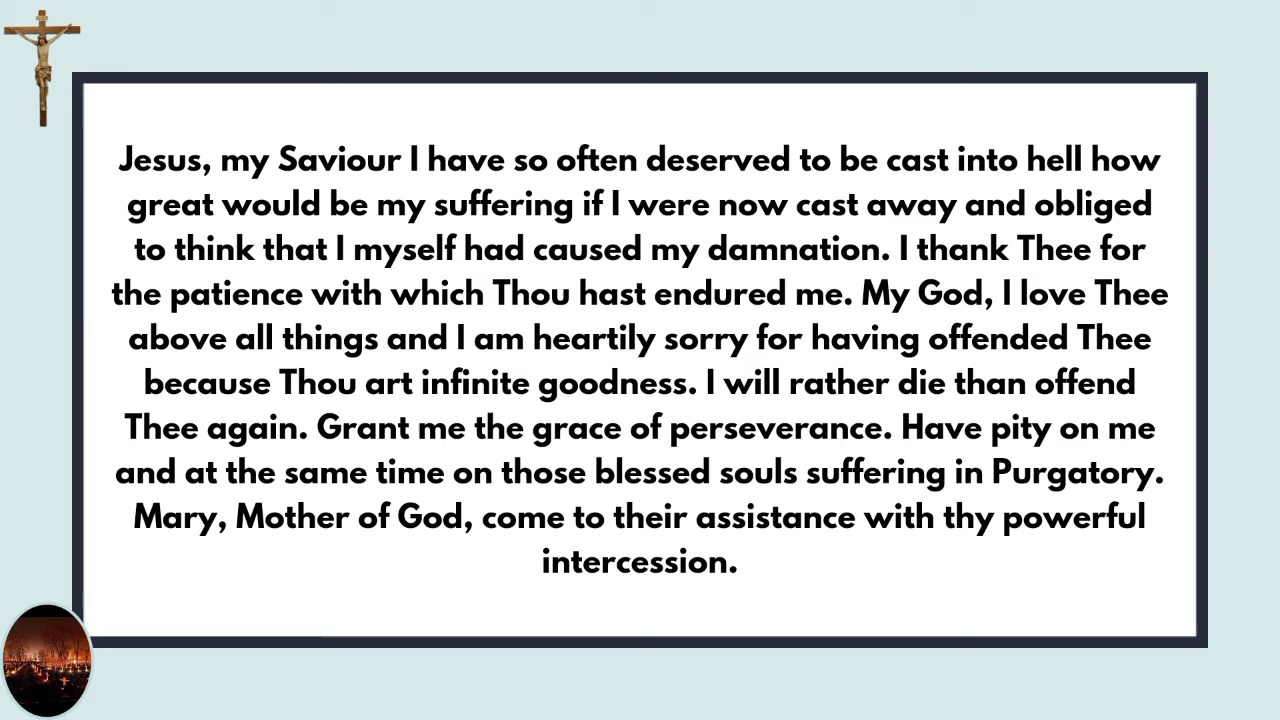 Jesus, my Saviour I have so often deserved to be cast into hell how
great would be my suffering if I were now cast away and obliged
to think that I myself had caused my damnation. I thank Thee for
the patience with which Thou hast endured me. My God, I love Thee
above all things and I am heartily sorry for having offended Thee
because Thou art infinite goodness. I will rather die than offend
Thee again. Grant me the grace of perseverance. Have pity on me
and at the same time on those blessed souls suffering in Purgatory.
Mary, Mother of God, come to their assistance with thy powerful
intercession.